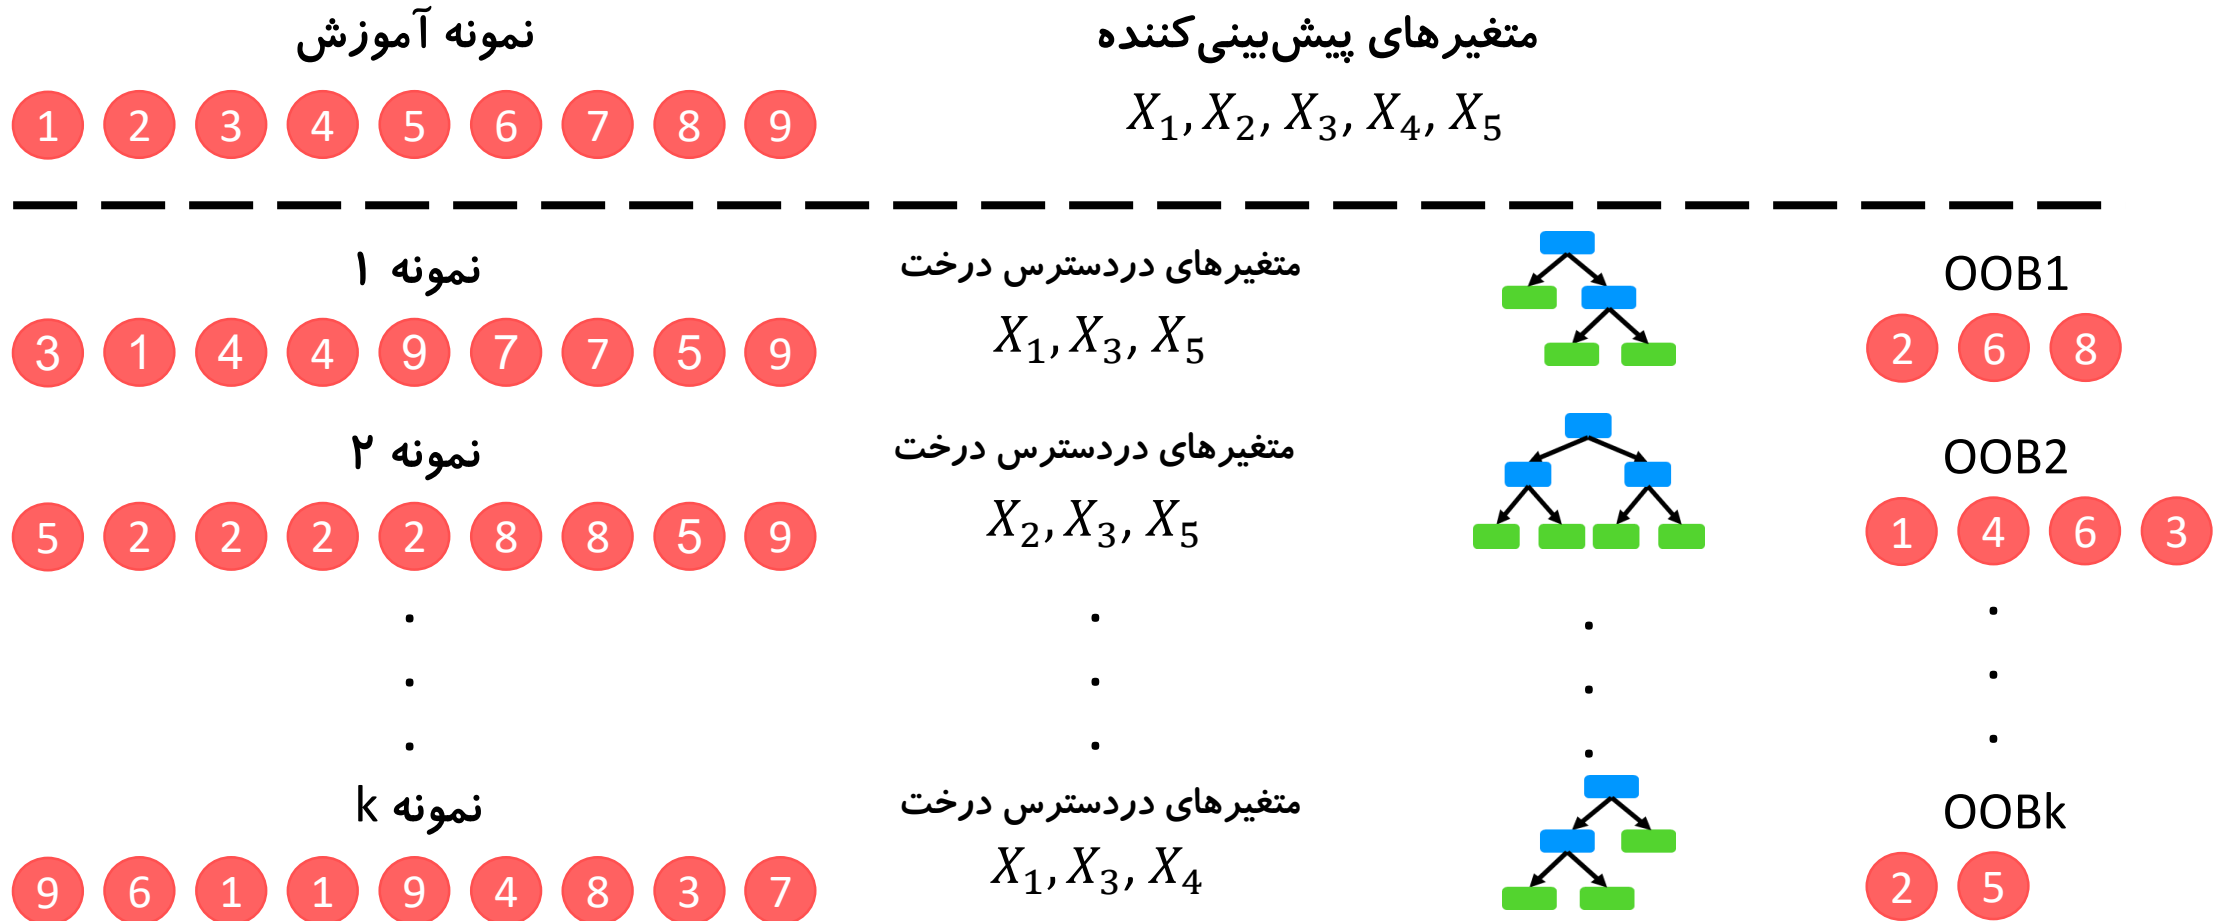 نمونه آموزش
متغیرهای پیش‌بینی‌کننده
1 2 3 4 5 6 7 8 9
X₁, X₂, X₃, X₄, X₅
نمونه ۱
متغیرهای دردسترس درخت
OOB1
3 1 4 4 9 7 7 5 9
X₁, X₃, X₅
2 6 8
نمونه ۲
متغیرهای دردسترس درخت
OOB2
5 2 2 2 2 8 8 5 9
X₂, X₃, X₅
1 4 6 3
نمونه k
متغیرهای دردسترس درخت
OOBk
9 6 1 1 9 4 8 3 7
X₁, X₃, X₄
2 5